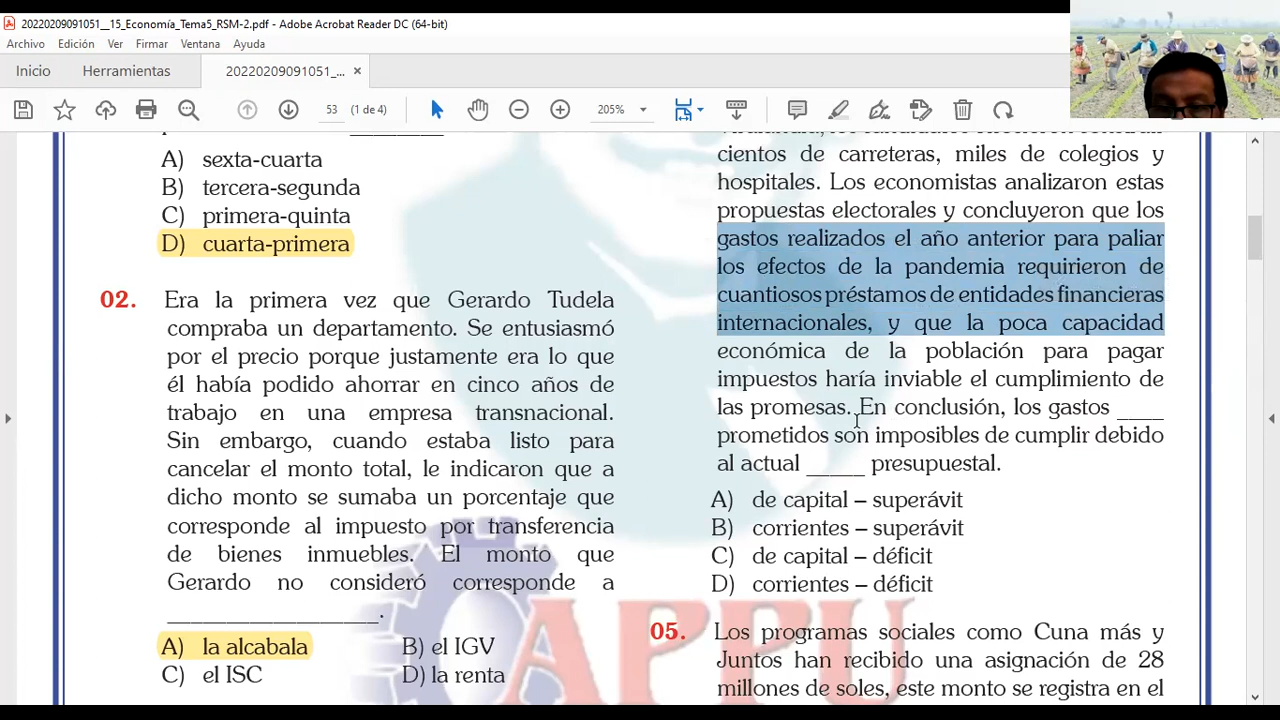 20220209091051__15_Economía_Tema5_RSM-2.pdf - Adobe Acrobat Reader DC (64-bit)
Archivo Edición Ver Firmar Ventana Ayuda
Inicio Herramientas 20220209091051_... ×
53 (1 de 4) 205%
A) sexta-cuarta
B) tercera-segunda
C) primera-quinta
D) cuarta-primera
02. Era la primera vez que Gerardo Tudela
compraba un departamento. Se entusiasmó
por el precio porque justamente era lo que
él había podido ahorrar en cinco años de
trabajo en una empresa transnacional.
Sin embargo, cuando estaba listo para
cancelar el monto total, le indicaron que a
dicho monto se sumaba un porcentaje que
corresponde al impuesto por transferencia
de bienes inmuebles. El monto que
Gerardo no consideró corresponde a
___________________.
A) la alcabala B) el IGV
C) el ISC D) la renta
cientos de carreteras, miles de colegios y
hospitales. Los economistas analizaron estas
propuestas electorales y concluyeron que los
gastos realizados el año anterior para paliar
los efectos de la pandemia requirieron de
cuantiosos préstamos de entidades financieras
internacionales, y que la poca capacidad
económica de la población para pagar
impuestos haría inviable el cumplimiento de
las promesas. En conclusión, los gastos ____
prometidos son imposibles de cumplir debido
al actual _____ presupuestal.
A) de capital – superávit
B) corrientes – superávit
C) de capital – déficit
D) corrientes – déficit
05. Los programas sociales como Cuna más y
Juntos han recibido una asignación de 28
millones de soles, este monto se registra en el
APPU